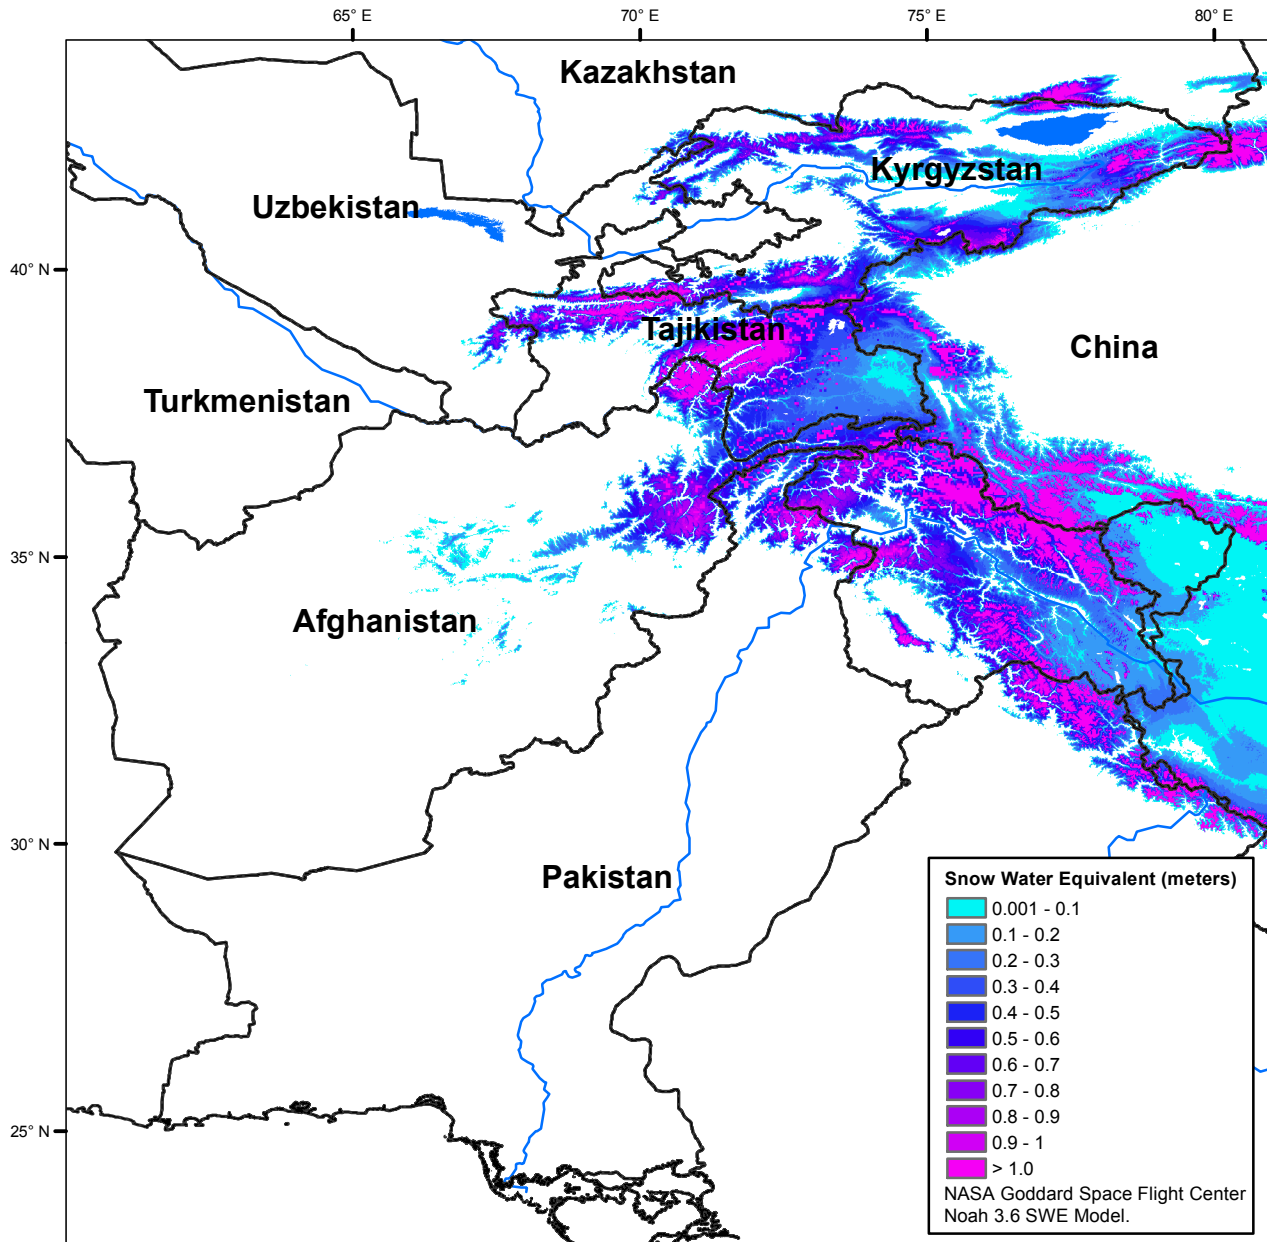 65° E
70° E
75° E
80° E
Kazakhstan
Kyrgyzstan
Uzbekistan
40° N
Tajikistan
China
Turkmenistan
35° N
Afghanistan
30° N
Pakistan
25° N
Snow Water Equivalent (meters)
0.001 - 0.1
0.1 - 0.2
0.2 - 0.3
0.3 - 0.4
0.4 - 0.5
0.5 - 0.6
0.6 - 0.7
0.7 - 0.8
0.8 - 0.9
0.9 - 1
> 1.0
NASA Goddard Space Flight Center
Noah 3.6 SWE Model.